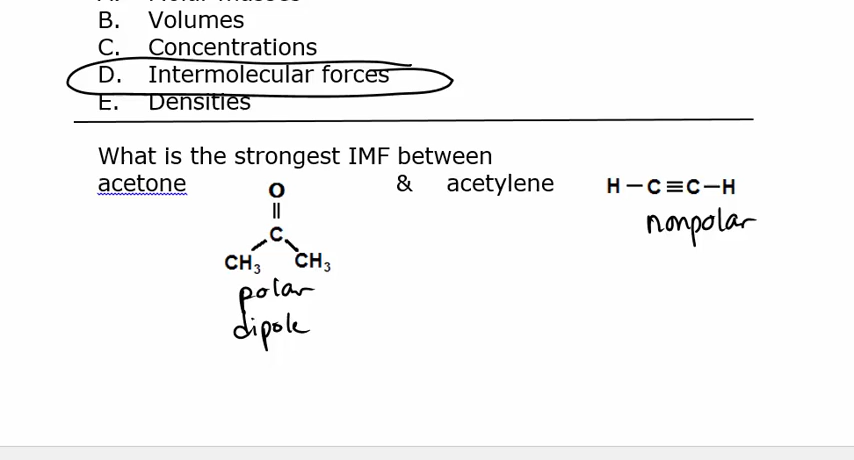 B. Volumes
C. Concentrations
D. Intermolecular forces
E. Densities
What is the strongest IMF between
acetone & acetylene H-C≡C-H
O
||
C
CH₃ CH₃
nonpolar
polar
dipole